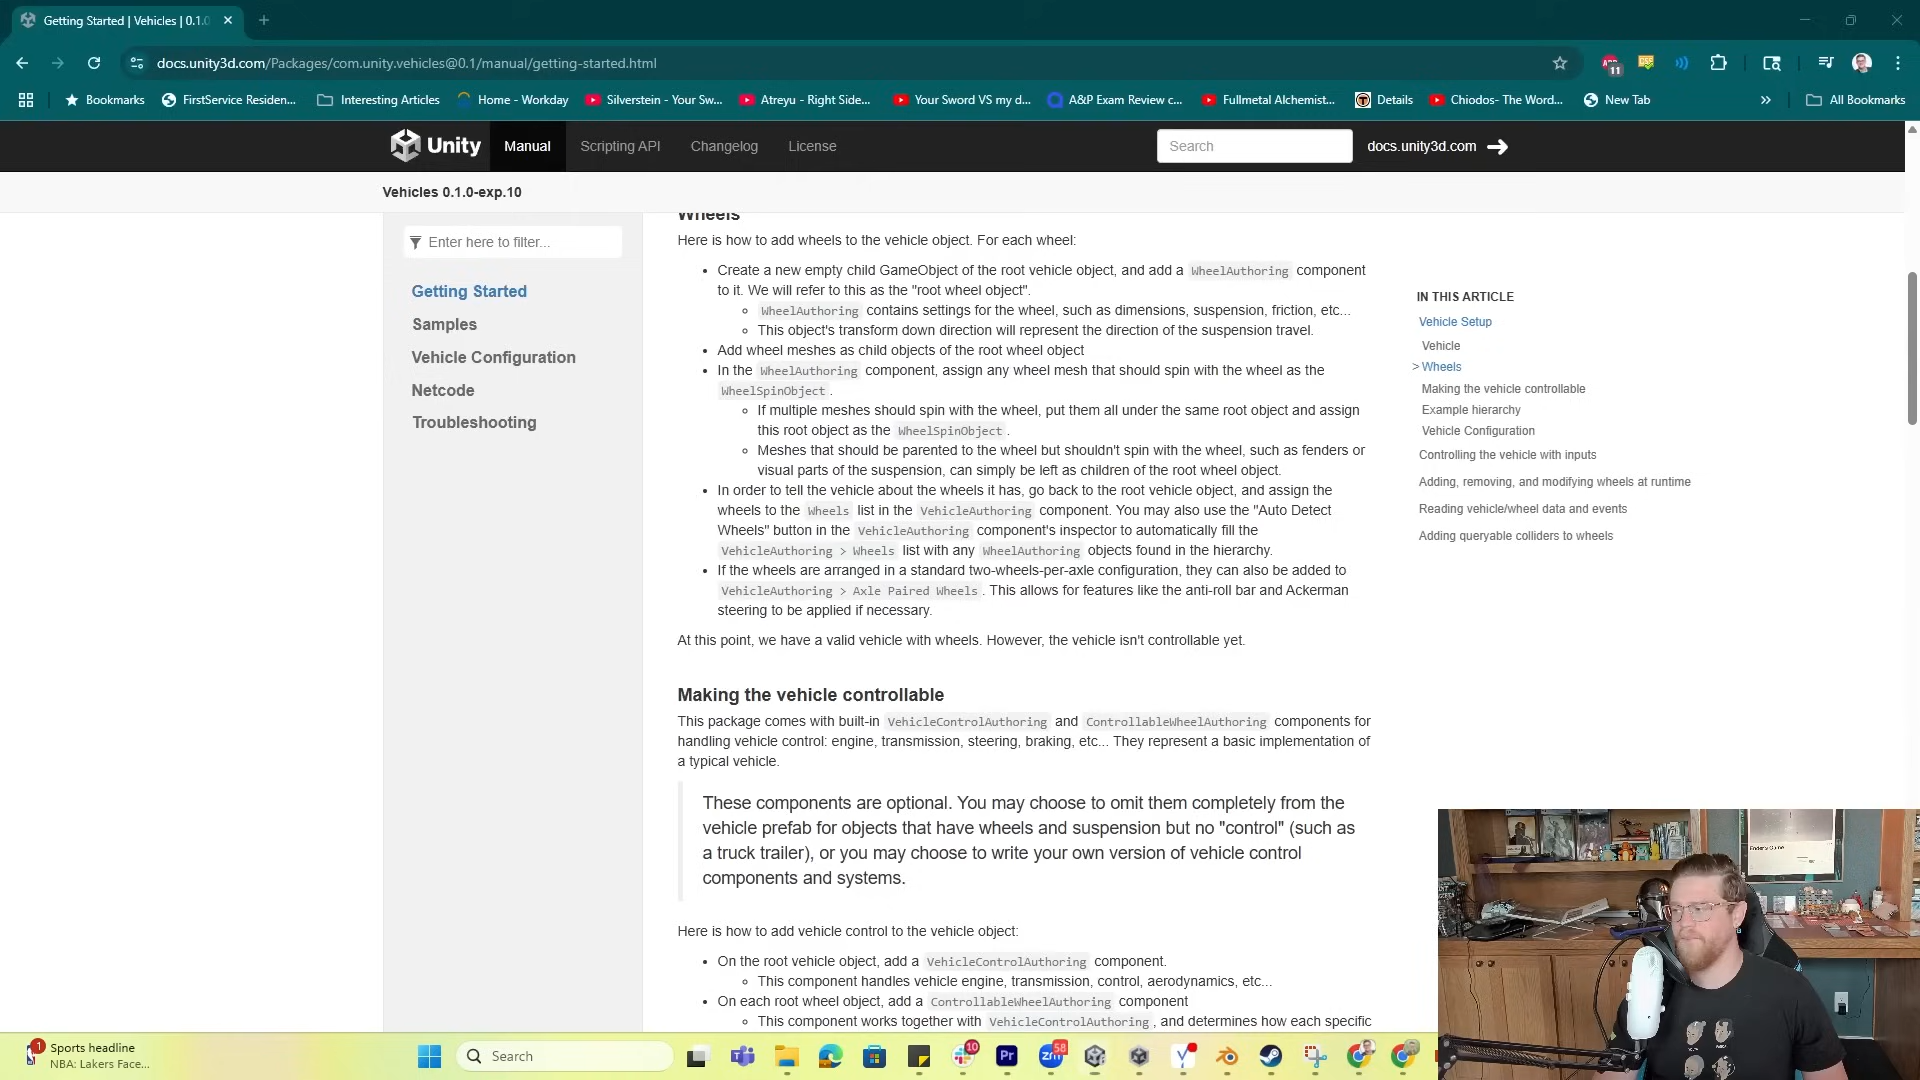 Getting Started | Vehicles | 0.1.0
docs.unity3d.com/Packages/com.unity.vehicles@0.1/manual/getting-started.html
11
Bookmarks
FirstService Residen...
Interesting Articles
Home - Workday
Silverstein - Your Sw...
Atreyu - Right Side...
Your Sword VS my d...
A&P Exam Review c...
Fullmetal Alchemist...
Details
Chiodos- The Word...
New Tab
All Bookmarks
Unity
Manual
Scripting API
Changelog
License
Search
docs.unity3d.com
Vehicles 0.1.0-exp.10
Enter here to filter...
Getting Started
Samples
Vehicle Configuration
Netcode
Troubleshooting
Wheels
Here is how to add wheels to the vehicle object. For each wheel:
Create a new empty child GameObject of the root vehicle object, and add a WheelAuthoring component
to it. We will refer to this as the "root wheel object".
WheelAuthoring contains settings for the wheel, such as dimensions, suspension, friction, etc...
This object's transform down direction will represent the direction of the suspension travel.
Add wheel meshes as child objects of the root wheel object
In the WheelAuthoring component, assign any wheel mesh that should spin with the wheel as the
WheelSpinObject.
If multiple meshes should spin with the wheel, put them all under the same root object and assign
this root object as the WheelSpinObject.
Meshes that should be parented to the wheel but shouldn't spin with the wheel, such as fenders or
visual parts of the suspension, can simply be left as children of the root wheel object.
In order to tell the vehicle about the wheels it has, go back to the root vehicle object, and assign the
wheels to the Wheels list in the VehicleAuthoring component. You may also use the "Auto Detect
Wheels" button in the VehicleAuthoring component's inspector to automatically fill the
VehicleAuthoring > Wheels list with any WheelAuthoring objects found in the hierarchy.
If the wheels are arranged in a standard two-wheels-per-axle configuration, they can also be added to
VehicleAuthoring > Axle Paired Wheels. This allows for features like the anti-roll bar and Ackerman
steering to be applied if necessary.
At this point, we have a valid vehicle with wheels. However, the vehicle isn't controllable yet.
Making the vehicle controllable
This package comes with built-in VehicleControlAuthoring and ControllableWheelAuthoring components for
handling vehicle control: engine, transmission, steering, braking, etc... They represent a basic implementation of
a typical vehicle.
These components are optional. You may choose to omit them completely from the
vehicle prefab for objects that have wheels and suspension but no "control" (such as
a truck trailer), or you may choose to write your own version of vehicle control
components and systems.
Here is how to add vehicle control to the vehicle object:
On the root vehicle object, add a VehicleControlAuthoring component.
This component handles vehicle engine, transmission, control, aerodynamics, etc...
On each root wheel object, add a ControllableWheelAuthoring component
This component works together with VehicleControlAuthoring, and determines how each specific
IN THIS ARTICLE
Vehicle Setup
Vehicle
> Wheels
Making the vehicle controllable
Example hierarchy
Vehicle Configuration
Controlling the vehicle with inputs
Adding, removing, and modifying wheels at runtime
Reading vehicle/wheel data and events
Adding queryable colliders to wheels
1
Sports headline
NBA: Lakers Face...
Search
10
Pr
zm
58